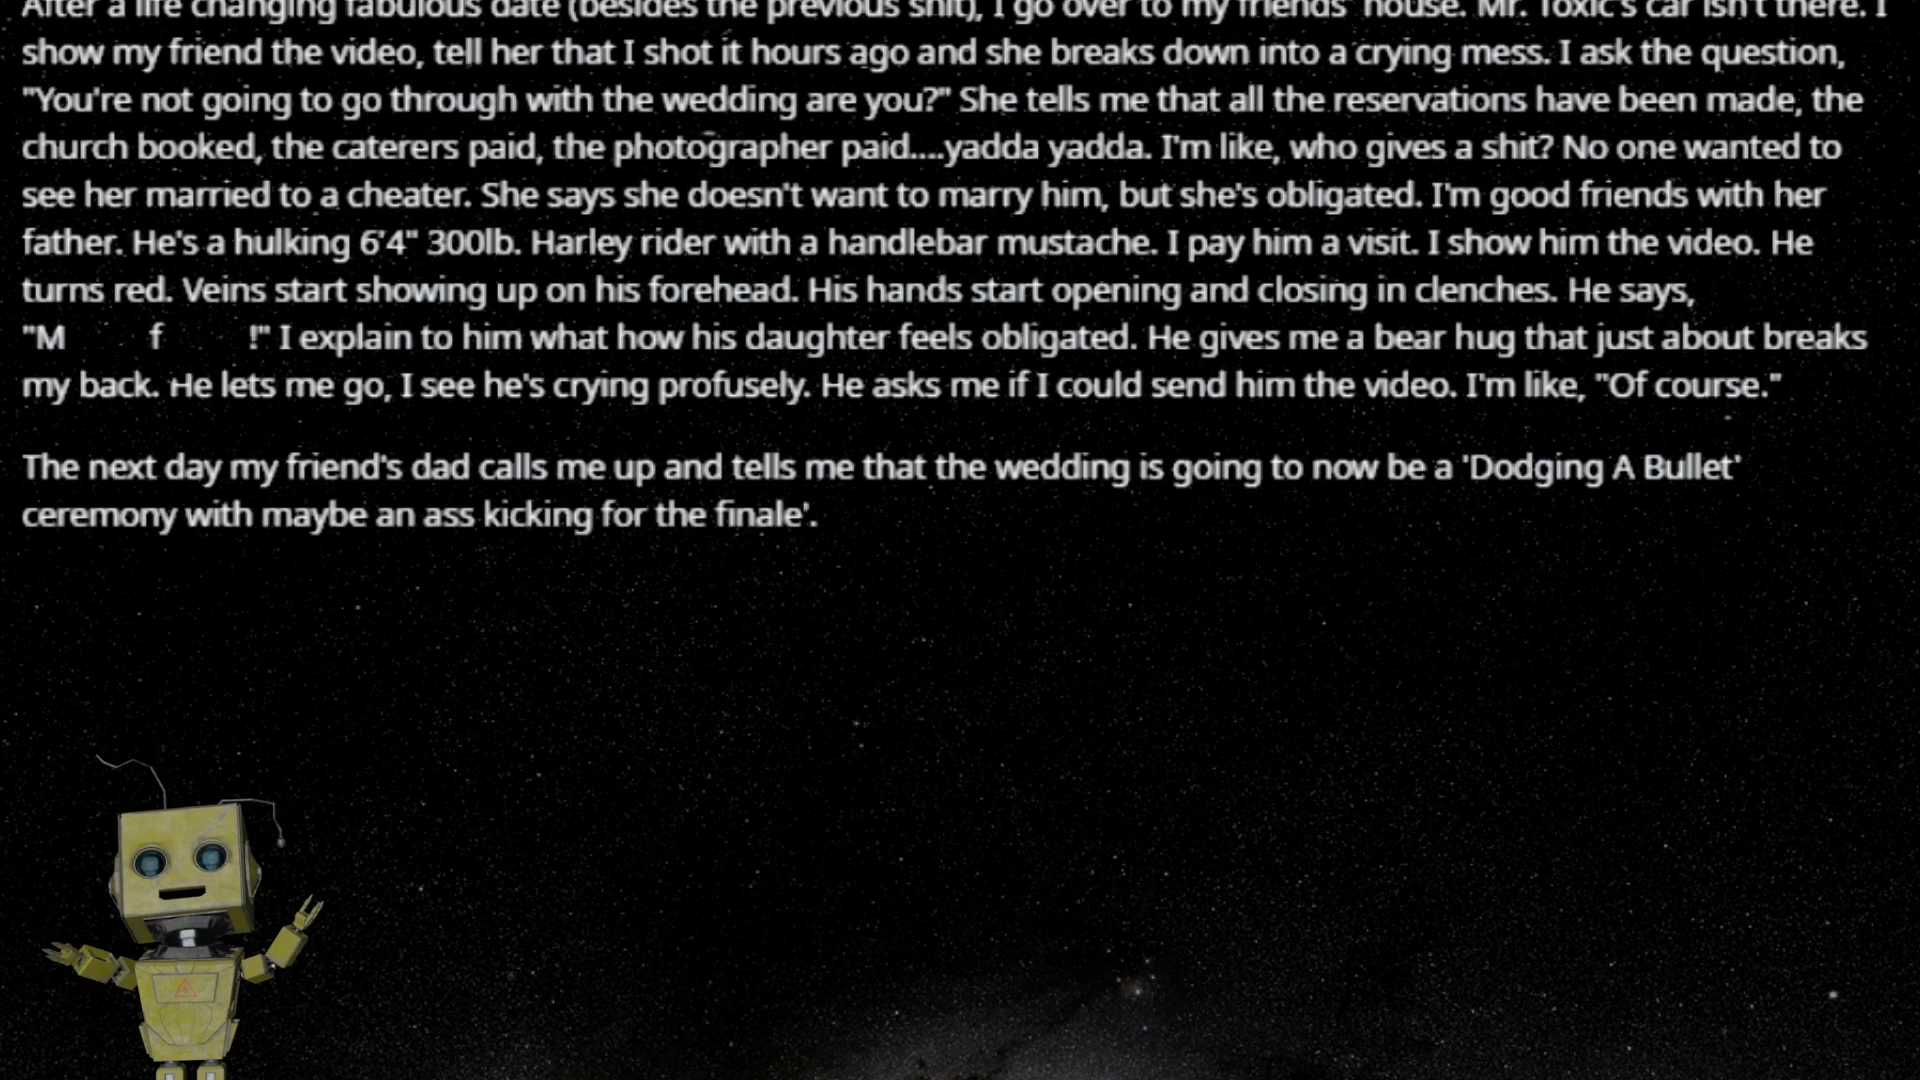 After a life changing fabulous date (besides the previous shit), I go over to my friends' house. Mr. Toxic's car isn't there. I
show my friend the video, tell her that I shot it hours ago and she breaks down into a crying mess. I ask the question,
"You're not going to go through with the wedding are you?" She tells me that all the reservations have been made, the
church booked, the caterers paid, the photographer paid....yadda yadda. I'm like, who gives a shit? No one wanted to
see her married to a cheater. She says she doesn't want to marry him, but she's obligated. I'm good friends with her
father. He's a hulking 6'4" 300lb. Harley rider with a handlebar mustache. I pay him a visit. I show him the video. He
turns red. Veins start showing up on his forehead. His hands start opening and closing in clenches. He says,
"M f !" I explain to him what how his daughter feels obligated. He gives me a bear hug that just about breaks
my back. He lets me go, I see he's crying profusely. He asks me if I could send him the video. I'm like, "Of course."
The next day my friend's dad calls me up and tells me that the wedding is going to now be a 'Dodging A Bullet'
ceremony with maybe an ass kicking for the finale'.